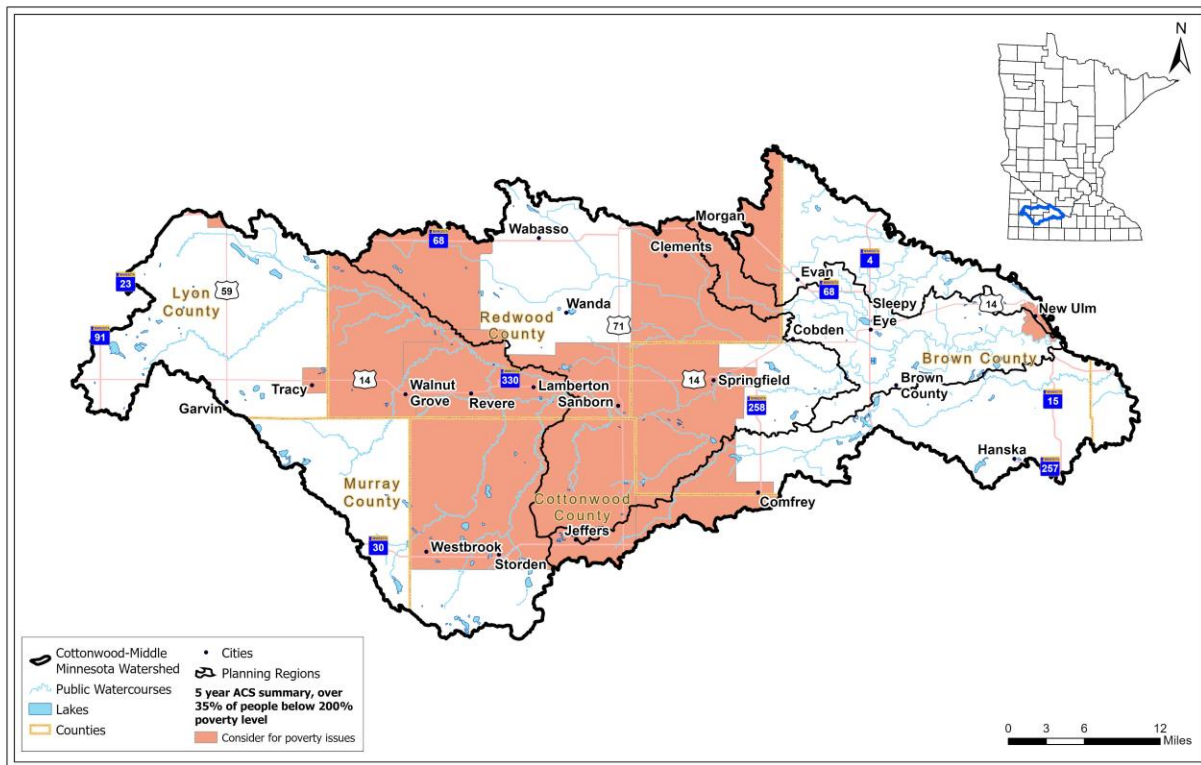 N
Morgan
Wabasso
68
Clements
4
23
Evan
68
Lyon
County
59
Sleepy
Eye
14
New Ulm
Wanda
Redwood
County
71
Cobden
91
Brown County
14
330
Lamberton
14
Springfield
Brown
County
Tracy
Walnut
Grove
Revere
Sanborn
258
15
Garvin
Hanska
257
Murray
County
Cottonwood
County
Comfrey
Jeffers
30
Westbrook
Storden
Cottonwood-Middle
Minnesota Watershed
Public Watercourses
Lakes
Counties
Cities
Planning Regions
5 year ACS summary, over
35% of people below 200%
poverty level
Consider for poverty issues
0 3 6 12
Miles